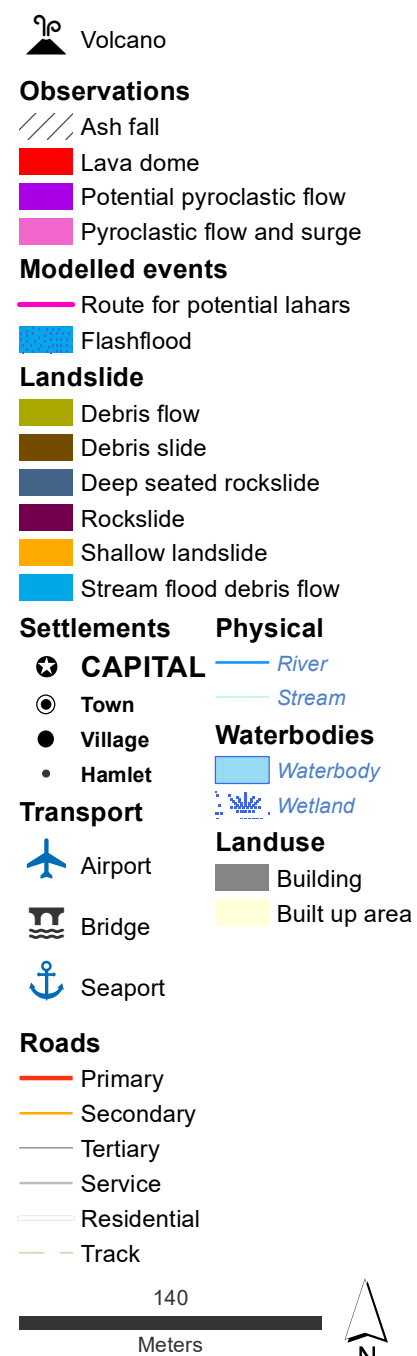 Volcano
Observations
Ash fall
Lava dome
Potential pyroclastic flow
Pyroclastic flow and surge
Modelled events
Route for potential lahars
Flashflood
Landslide
Debris flow
Debris slide
Deep seated rockslide
Rockslide
Shallow landslide
Stream flood debris flow
Settlements
CAPITAL
Town
Village
Hamlet
Transport
Airport
Bridge
Seaport
Physical
River
Stream
Waterbodies
Waterbody
Wetland
Landuse
Building
Built up area
Roads
Primary
Secondary
Tertiary
Service
Residential
Track
140
Meters
N